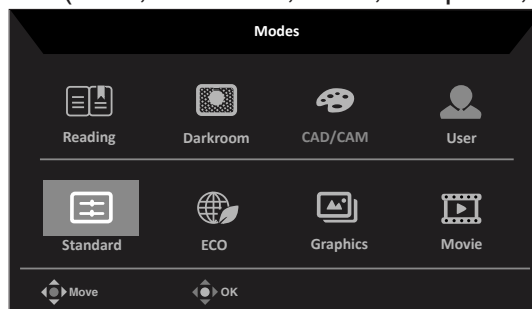 Modes
Reading Darkroom CAD/CAM User
Standard ECO Graphics Movie
Move OK